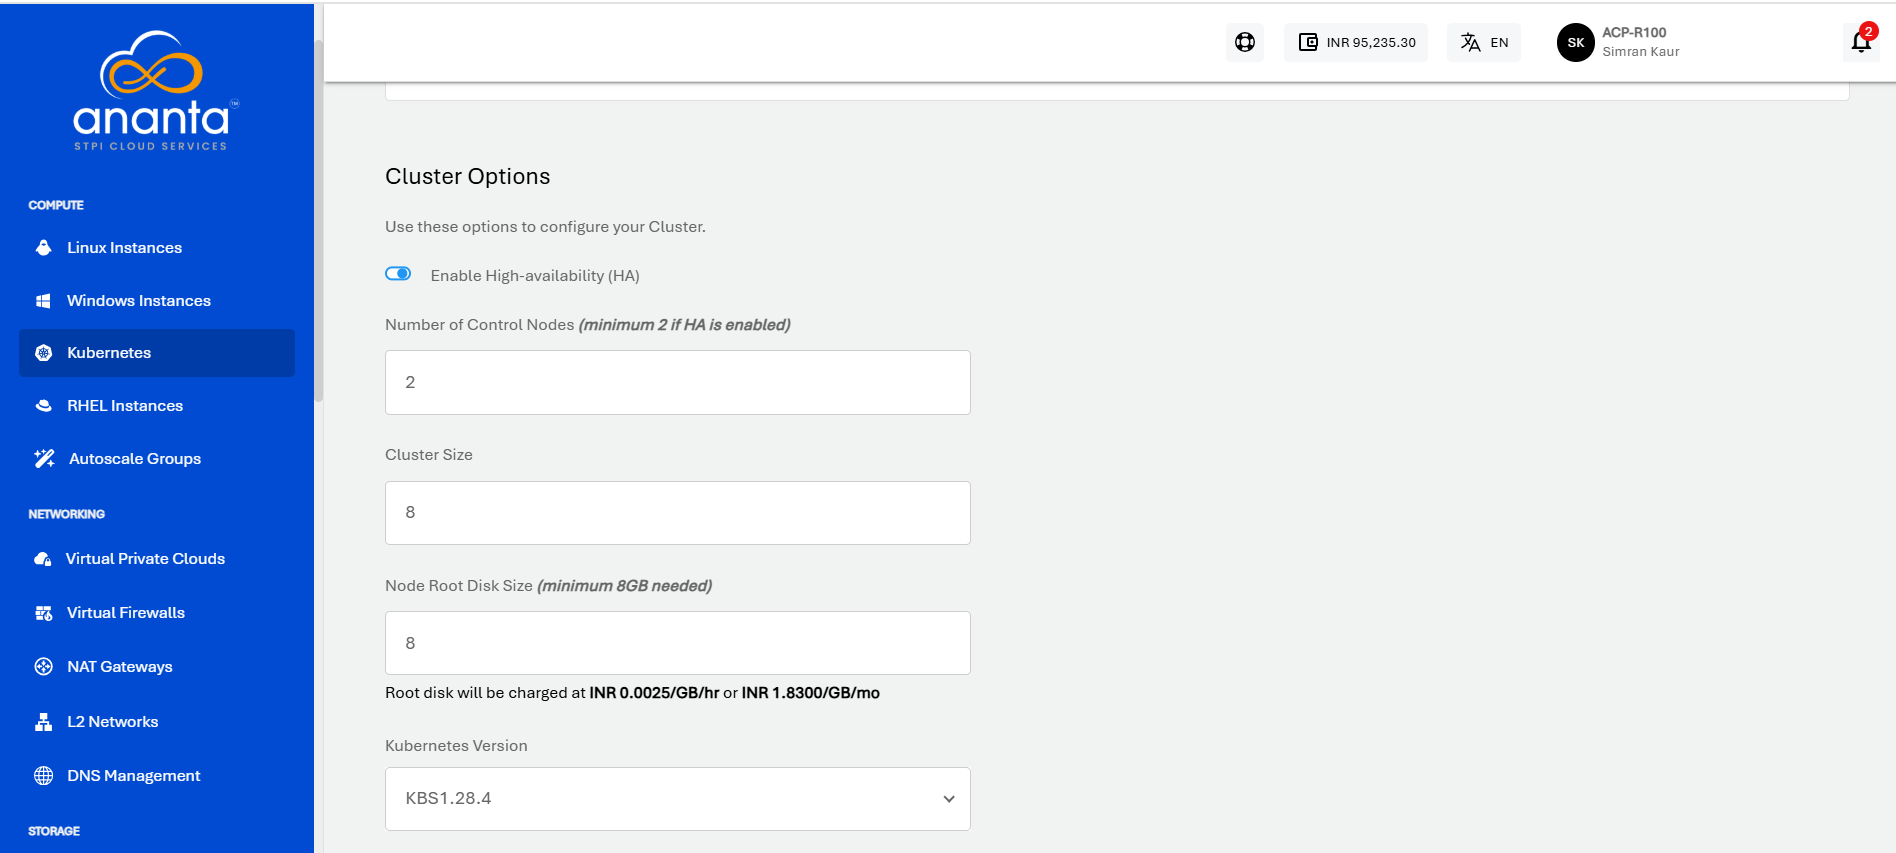 ananta™
STPI CLOUD SERVICES
COMPUTE
Linux Instances
Windows Instances
Kubernetes
RHEL Instances
Autoscale Groups
NETWORKING
Virtual Private Clouds
Virtual Firewalls
NAT Gateways
L2 Networks
DNS Management
STORAGE
INR 95,235.30
EN
SK
ACP-R100
Simran Kaur
2
Cluster Options
Use these options to configure your Cluster.
Enable High-availability (HA)
Number of Control Nodes (minimum 2 if HA is enabled)
2
Cluster Size
8
Node Root Disk Size (minimum 8GB needed)
8
Root disk will be charged at INR 0.0025/GB/hr or INR 1.8300/GB/mo
Kubernetes Version
KBS1.28.4